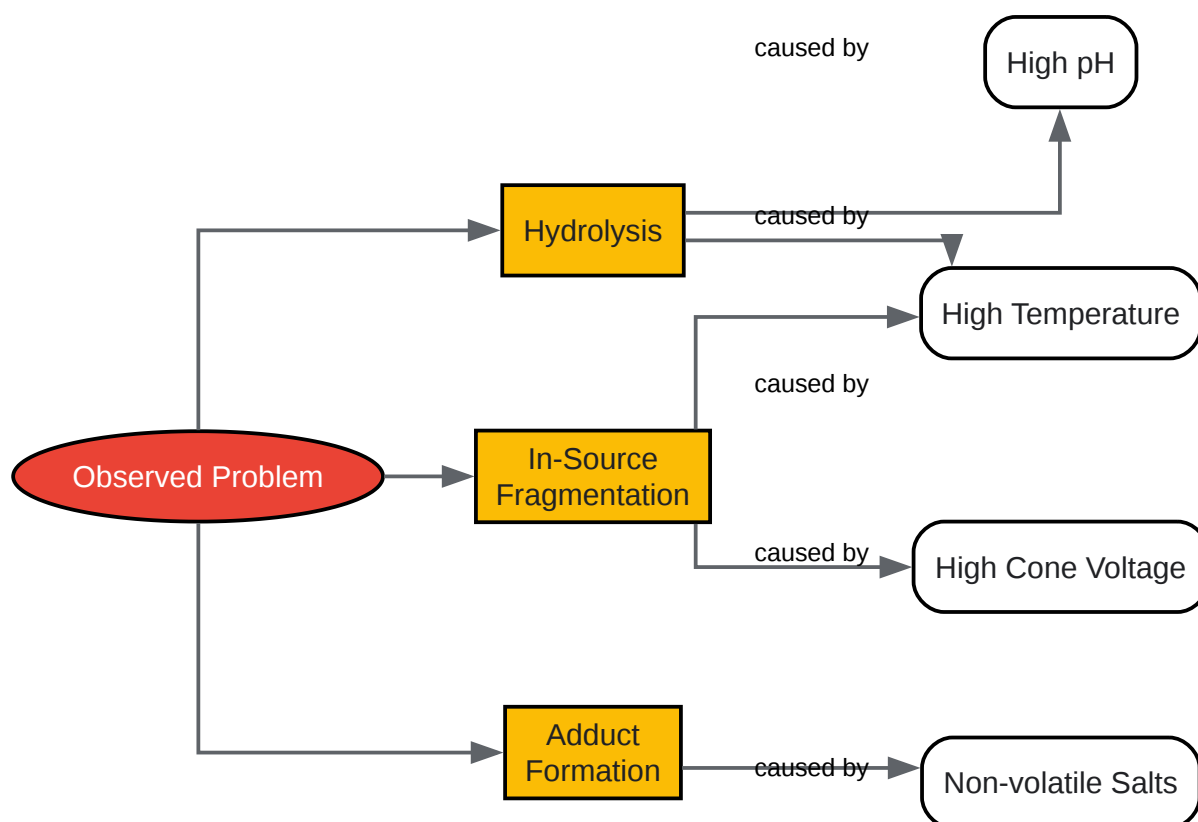 caused by
High pH
Hydrolysis
caused by
High Temperature
caused by
In-Source
Fragmentation
Observed Problem
caused by
High Cone Voltage
Adduct
Formation
caused by
Non-volatile Salts